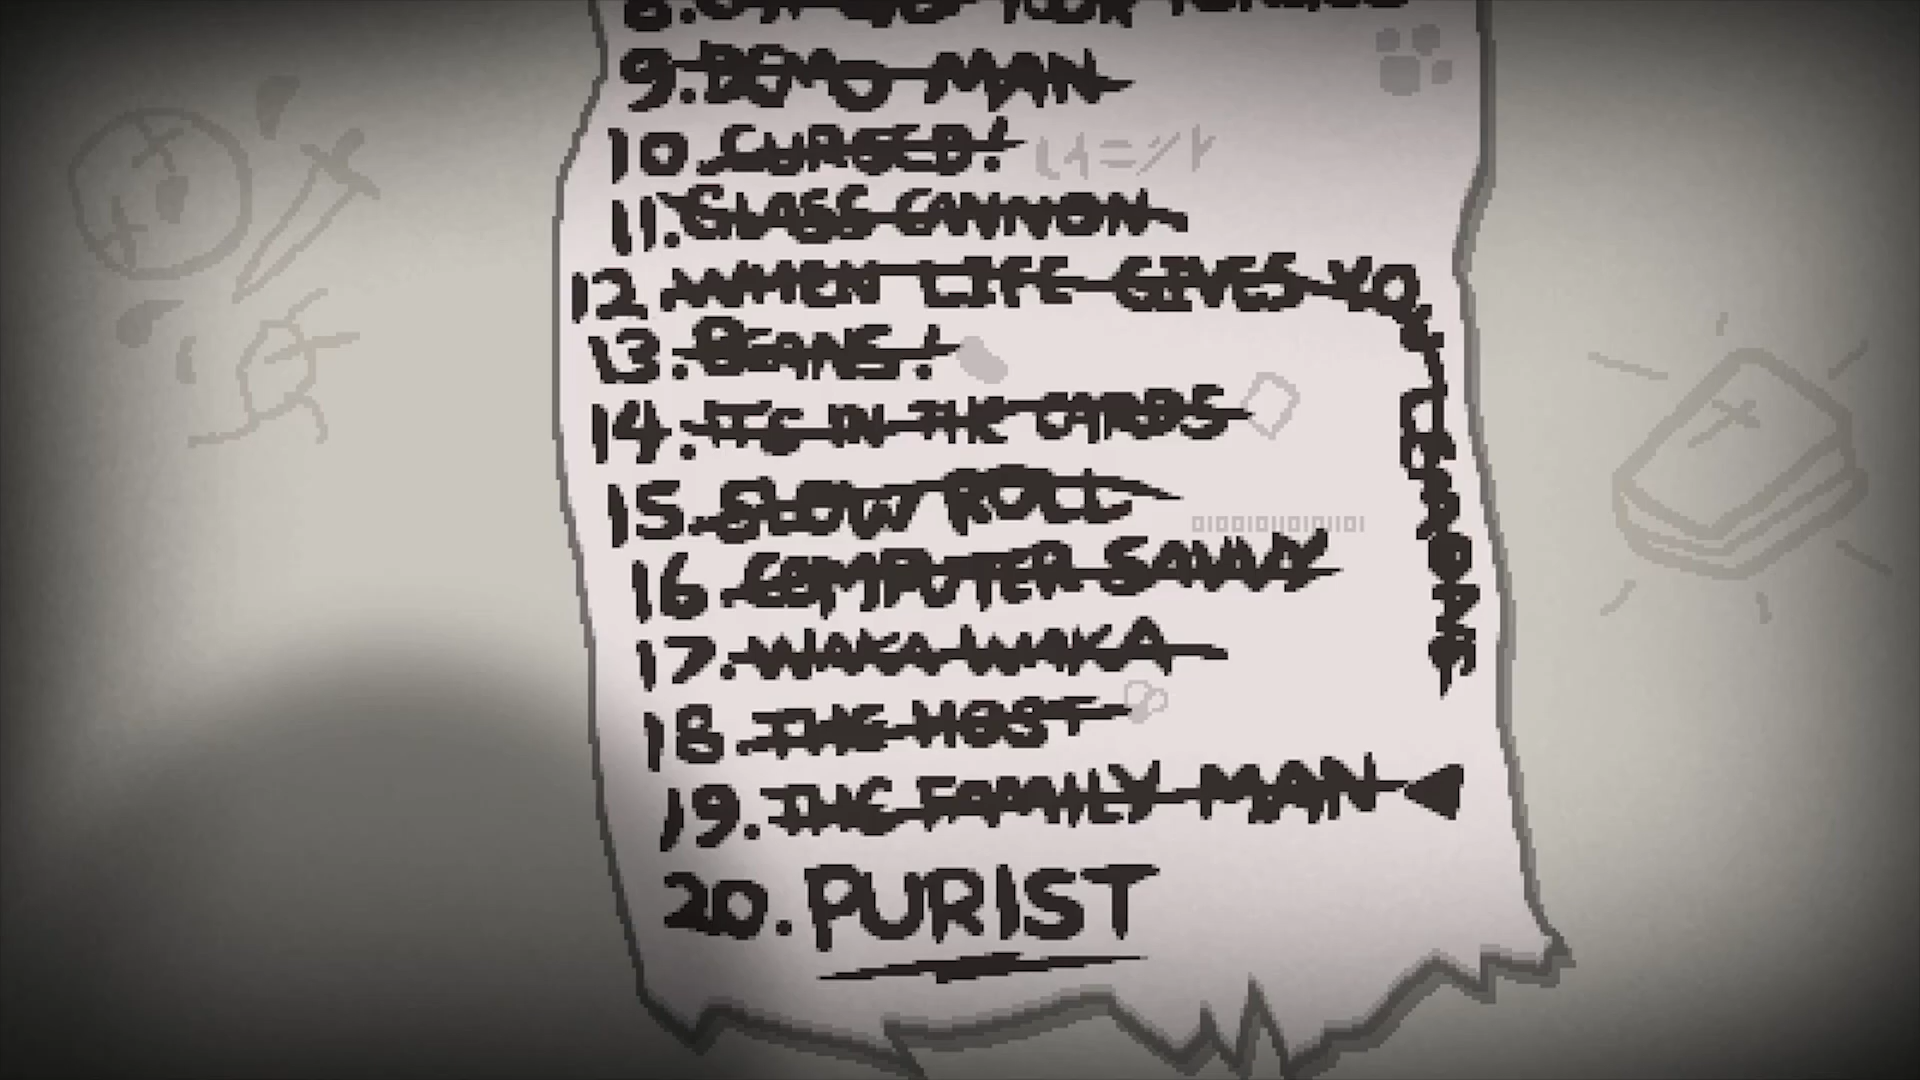 9. DEMO MAN
10. CURSED!
11. GLASS CANNON
12 WHEN LIFE GIVES YOU LEMONS
13. BEANS!
14. IT'S IN THE CARDS
15. SLOW ROLL
16 COMPUTER SAVVY
17. WAKA WAKA
18. THE HOST
19. THE FAMILY MAN
20. PURIST